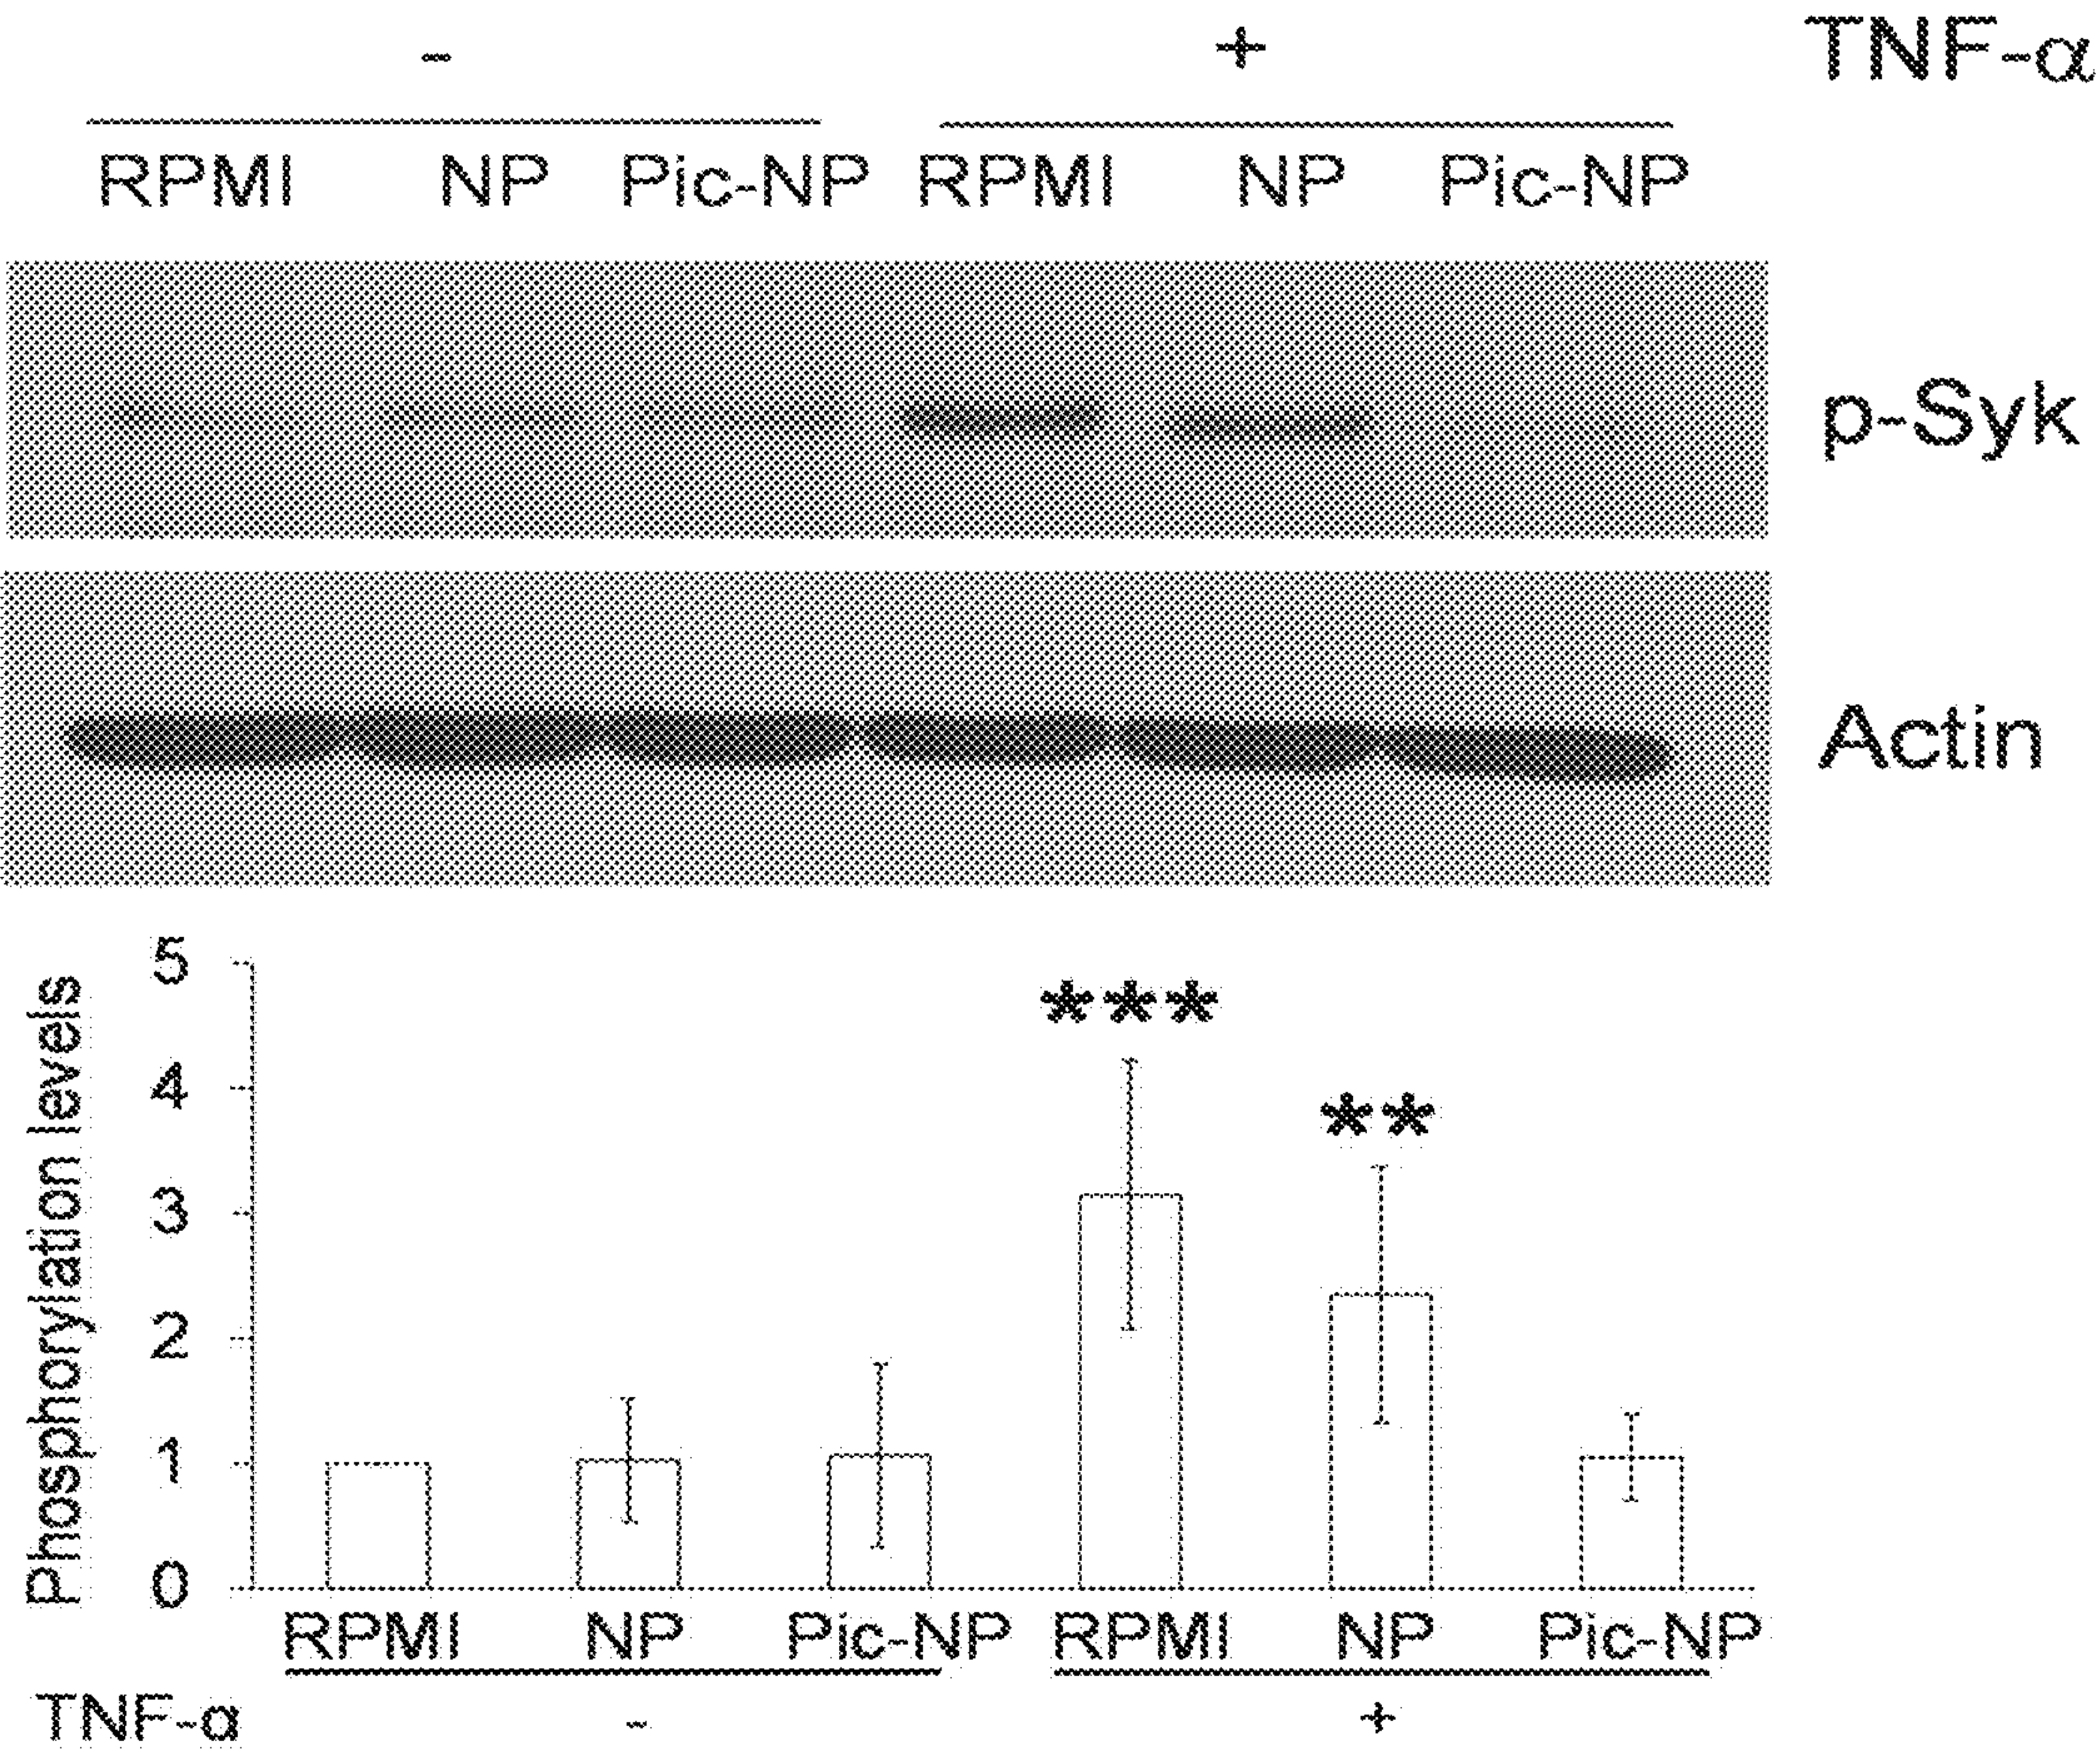 - + TNF-α
RPMI NP Pic-NP RPMI NP Pic-NP
p-Syk
Actin
Phosphorylation levels
5
4
3
2
1
0
***
**
RPMI NP Pic-NP RPMI NP Pic-NP
TNF-α - +